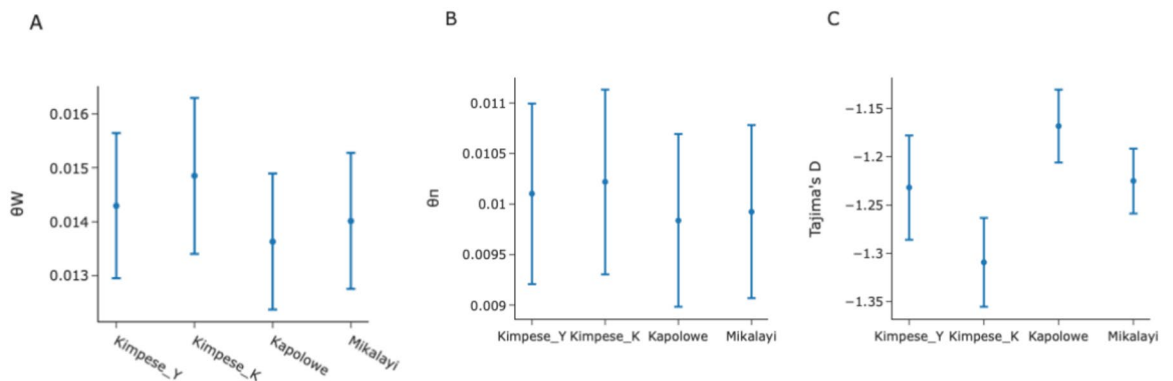 A
θW
0.016
0.015
0.014
0.013
Kimpese_Y
Kimpese_K
Kapolowe
Mikalayi
B
θn
0.011
0.0105
0.01
0.0095
0.009
Kimpese_Y Kimpese_K Kapolowe Mikalayi
C
Tajima's D
−1.15
−1.2
−1.25
−1.3
−1.35
Kimpese_Y Kimpese_K Kapolowe Mikalayi